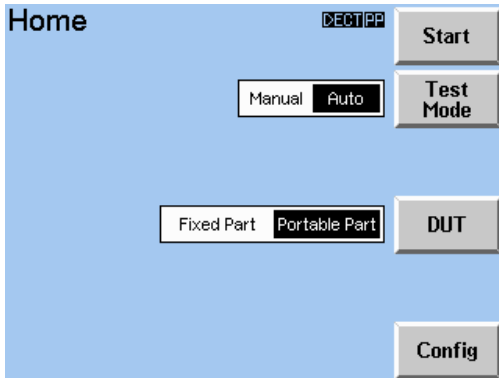 Home
DECT PP
Start
Manual Auto
Test
Mode
Fixed Part Portable Part
DUT
Config